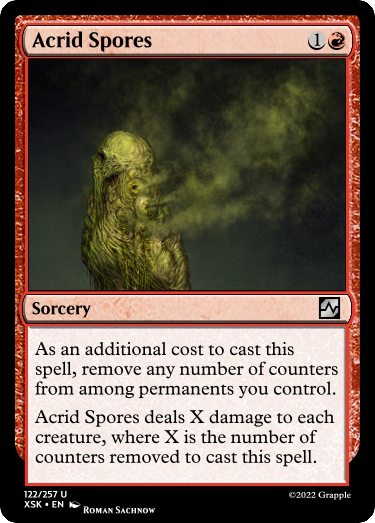 Acrid Spores 1
Sorcery
As an additional cost to cast this
spell, remove any number of counters
from among permanents you control.
Acrid Spores deals X damage to each
creature, where X is the number of
counters removed to cast this spell.
122/257 U
XSK • EN Roman Sachnow
©2022 Grapple